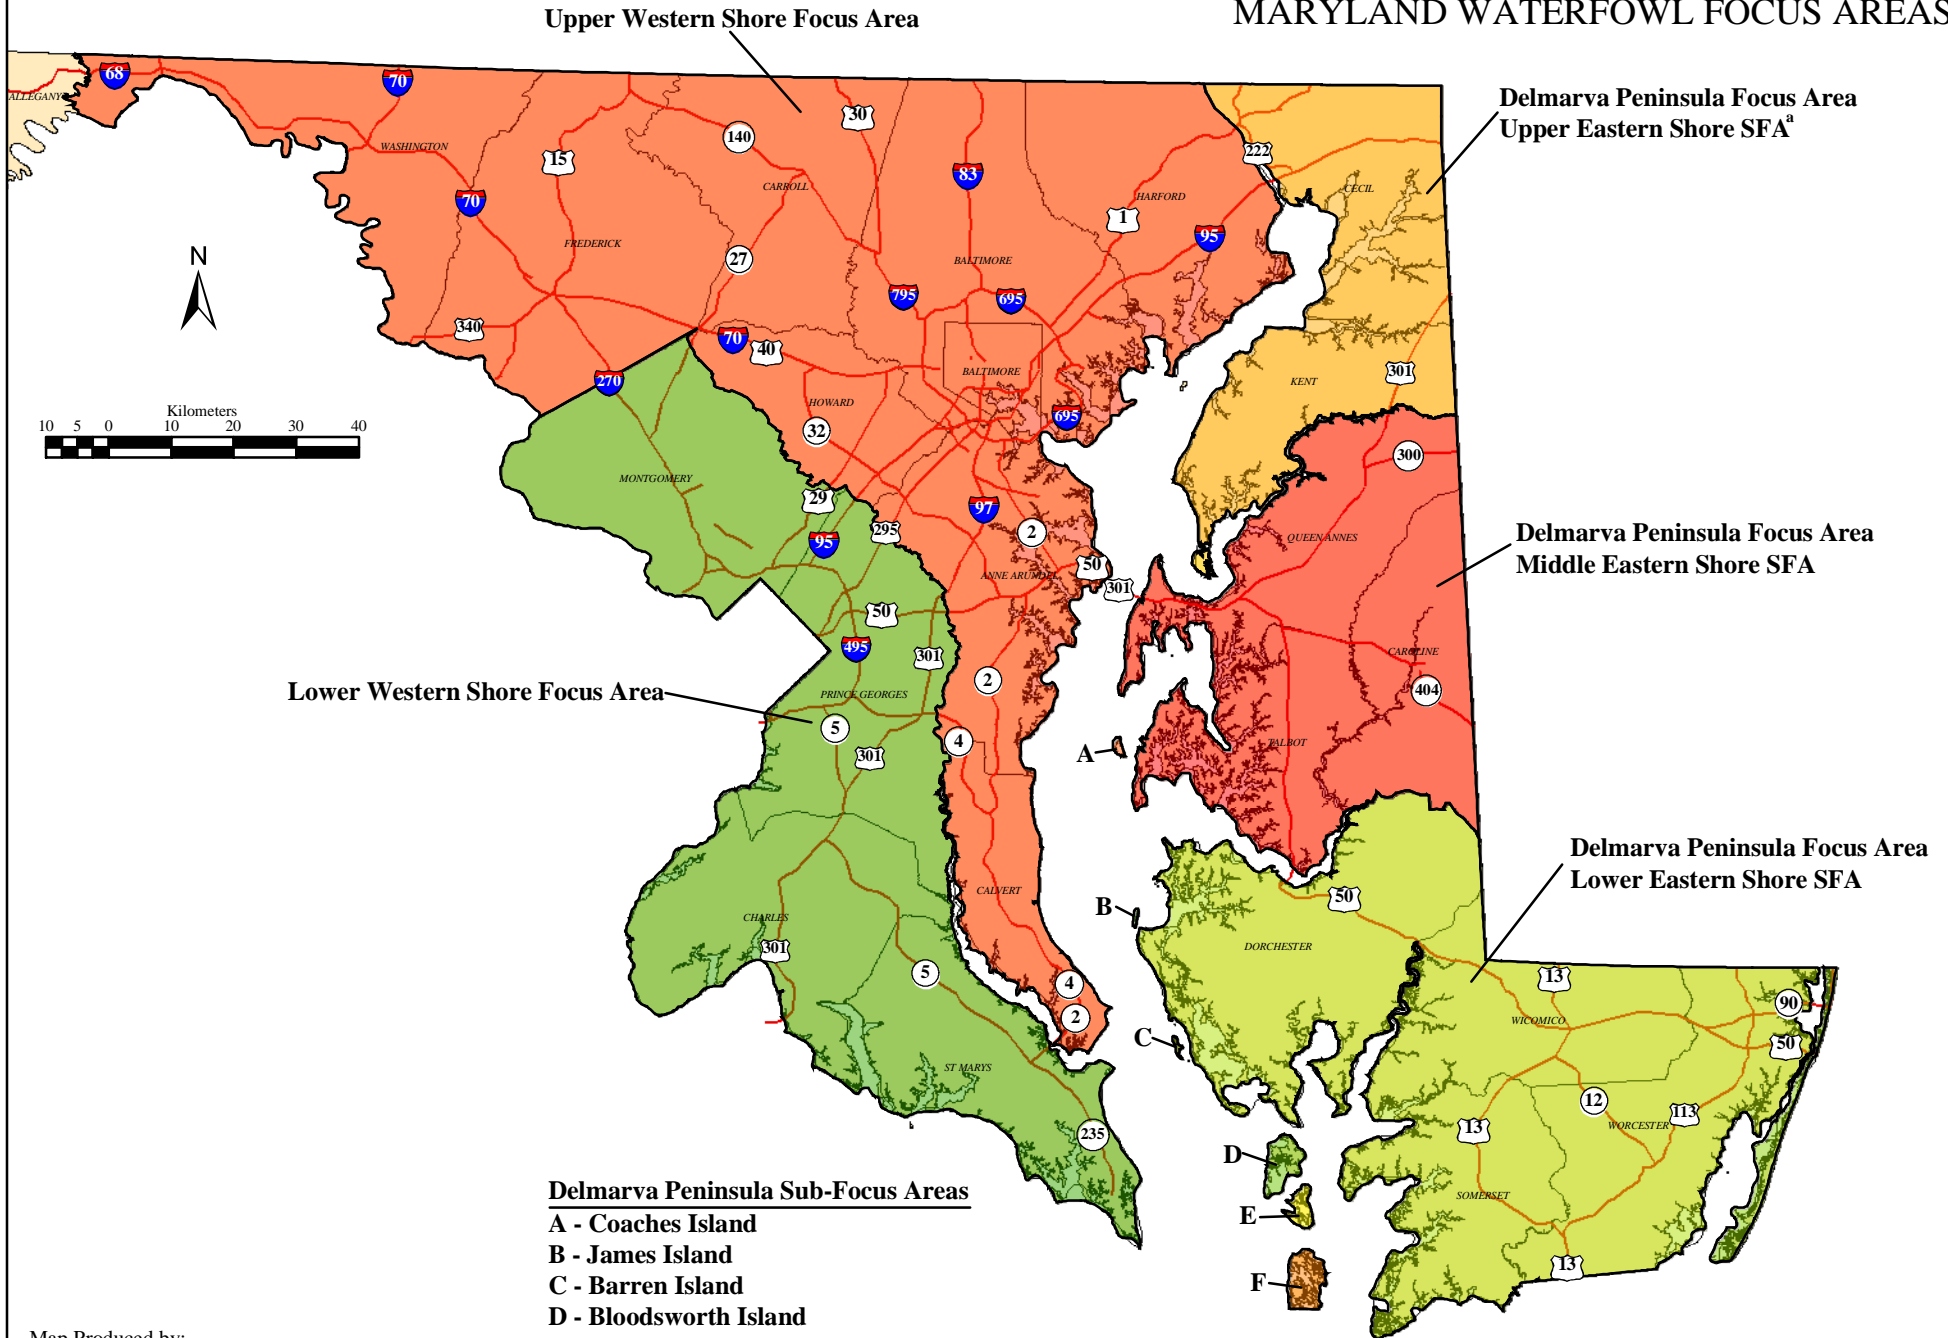 MARYLAND WATERFOWL FOCUS AREAS
Upper Western Shore Focus Area
Delmarva Peninsula Focus Area
Upper Eastern Shore SFAa
68
70
ALLEGANY
WASHINGTON
15
140
30
CARROLL
83
222
CECIL
HARFORD
1
95
70
FREDERICK
27
BALTIMORE
N
795
695
340
70
40
BALTIMORE
KENT
301
270
HOWARD
32
695
Kilometers
10 5 0 10 20 30 40
300
MONTGOMERY
29
97
2
95
295
QUEEN ANNES
Delmarva Peninsula Focus Area
Middle Eastern Shore SFA
50
ANNE ARUNDEL
301
50
495
301
CAROLINE
404
2
Lower Western Shore Focus Area
PRINCE GEORGES
5
4
301
A
TALBOT
Delmarva Peninsula Focus Area
Lower Eastern Shore SFA
CALVERT
50
B
CHARLES
301
DORCHESTER
5
4
13
90
2
WICOMICO
C
50
ST MARYS
12
113
WORCESTER
13
235
D
SOMERSET
E
13
F
Delmarva Peninsula Sub-Focus Areas
A - Coaches Island
B - James Island
C - Barren Island
D - Bloodsworth Island
Map Produced by: